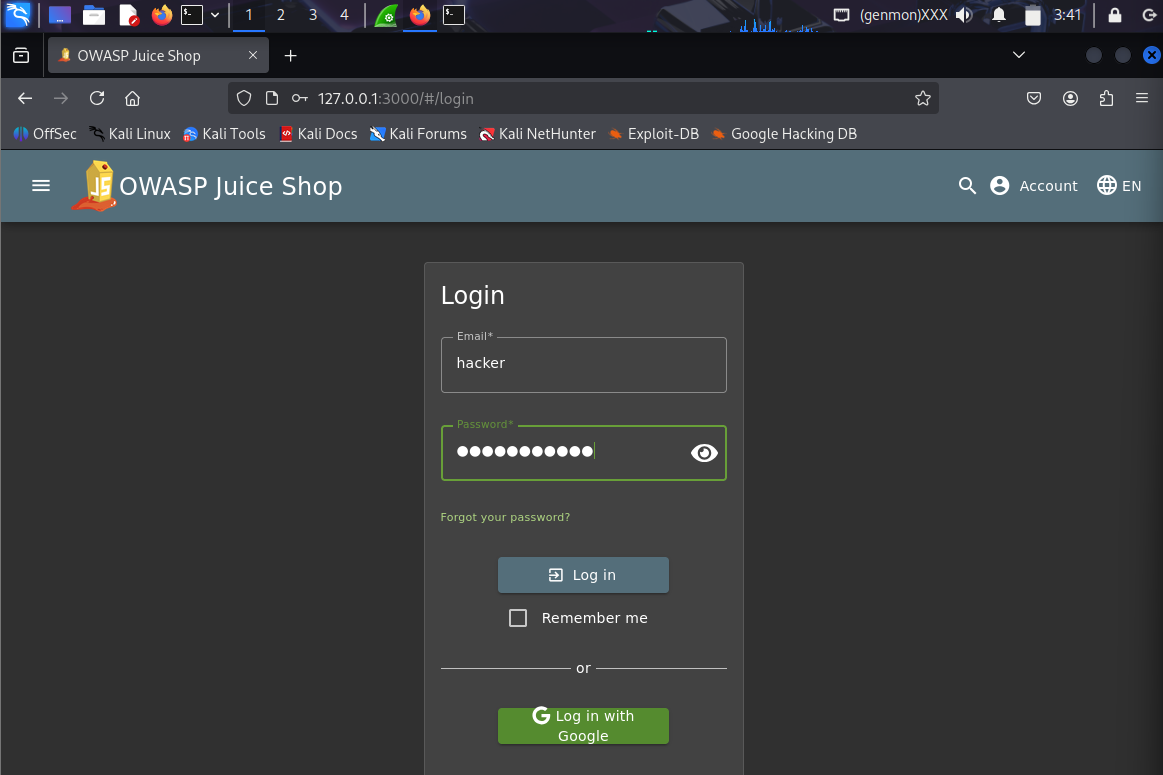 1 2 3 4 (genmon)XXX 3:41
OWASP Juice Shop
127.0.0.1:3000/#/login
OffSec Kali Linux Kali Tools Kali Docs Kali Forums Kali NetHunter Exploit-DB Google Hacking DB
JS OWASP Juice Shop Account EN
Login
Email*
hacker
Password*
Forgot your password?
Log in
Remember me
or
Log in with
Google